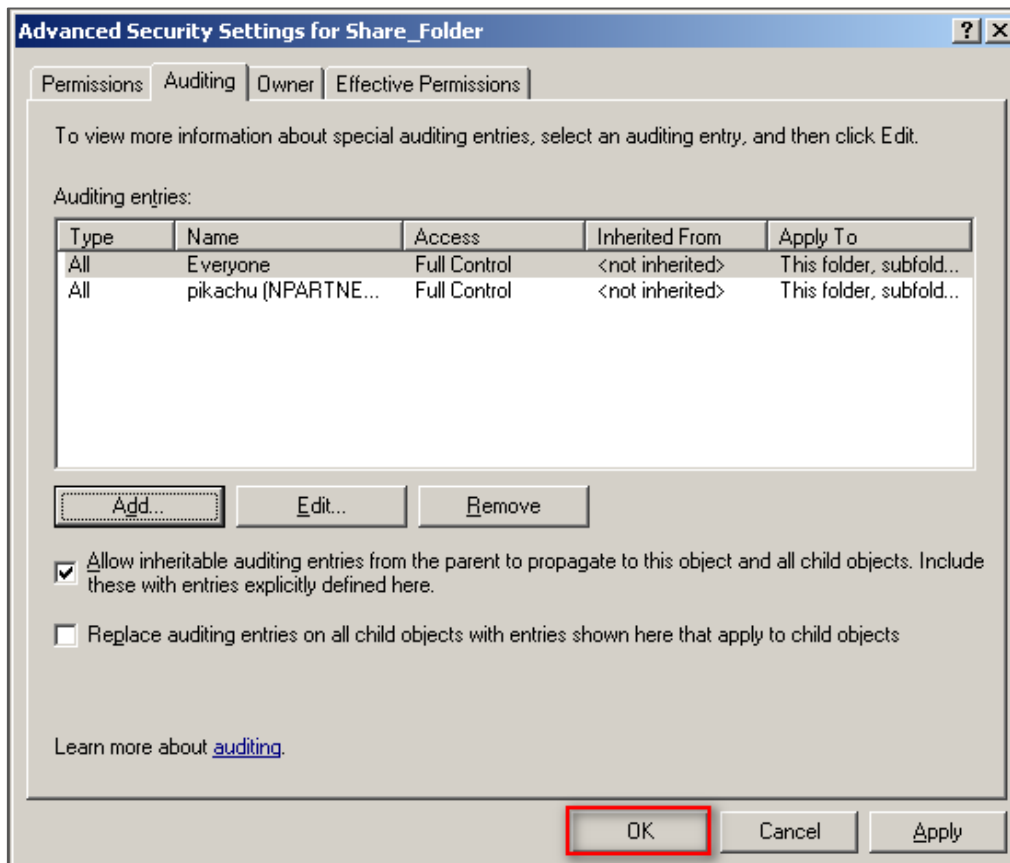 Advanced Security Settings for Share_Folder
Permissions Auditing Owner Effective Permissions
To view more information about special auditing entries, select an auditing entry, and then click Edit.
Auditing entries:
Type Name Access Inherited From Apply To
All Everyone Full Control <not inherited> This folder, subfold...
All pikachu (NPARTNE... Full Control <not inherited> This folder, subfold...
Add... Edit... Remove
Allow inheritable auditing entries from the parent to propagate to this object and all child objects. Include
these with entries explicitly defined here.
Replace auditing entries on all child objects with entries shown here that apply to child objects
Learn more about auditing.
OK Cancel Apply